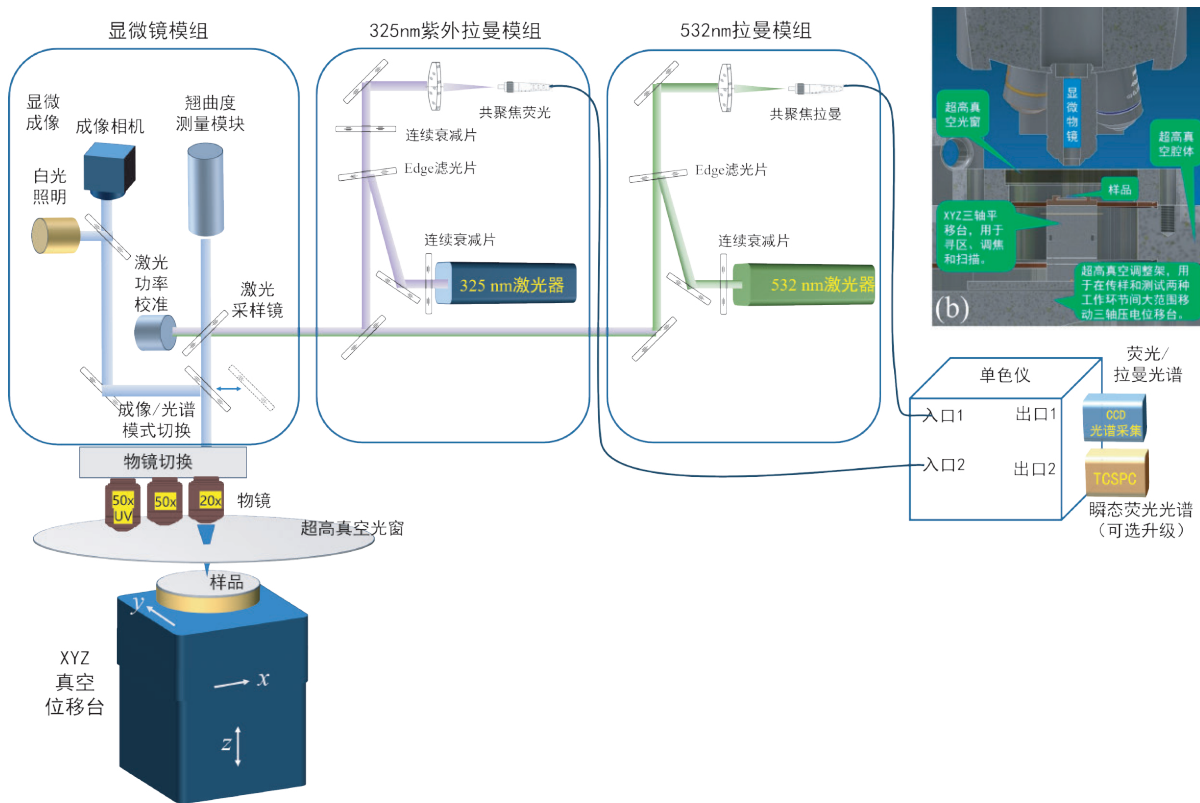 显微镜模组
显微
成像
成像相机
翘曲度
测量模块
白光
照明
激光
功率
校准
激光
采样镜
成像/光谱
模式切换
物镜切换
50x
UV
50x
20x
物镜
超高真空光窗
样品
y
x
z
XYZ
真空
位移台
325nm紫外拉曼模组
共聚焦荧光
连续衰减片
Edge滤光片
连续衰减片
325 nm激光器
532nm拉曼模组
共聚焦拉曼
Edge滤光片
连续衰减片
532 nm激光器
显微物镜
超高真
空光窗
超高真
空腔体
样品
XYZ三轴平
移台，用于
寻区、调焦
和扫描。
超高真空调整架，用
于在传样和测试两种
工作环节间大范围移
动三轴压电位移台。
(b)
单色仪
荧光/
拉曼光谱
入口1
出口1
CCD
光谱采集
入口2
出口2
TCSPC
瞬态荧光光谱
（可选升级）